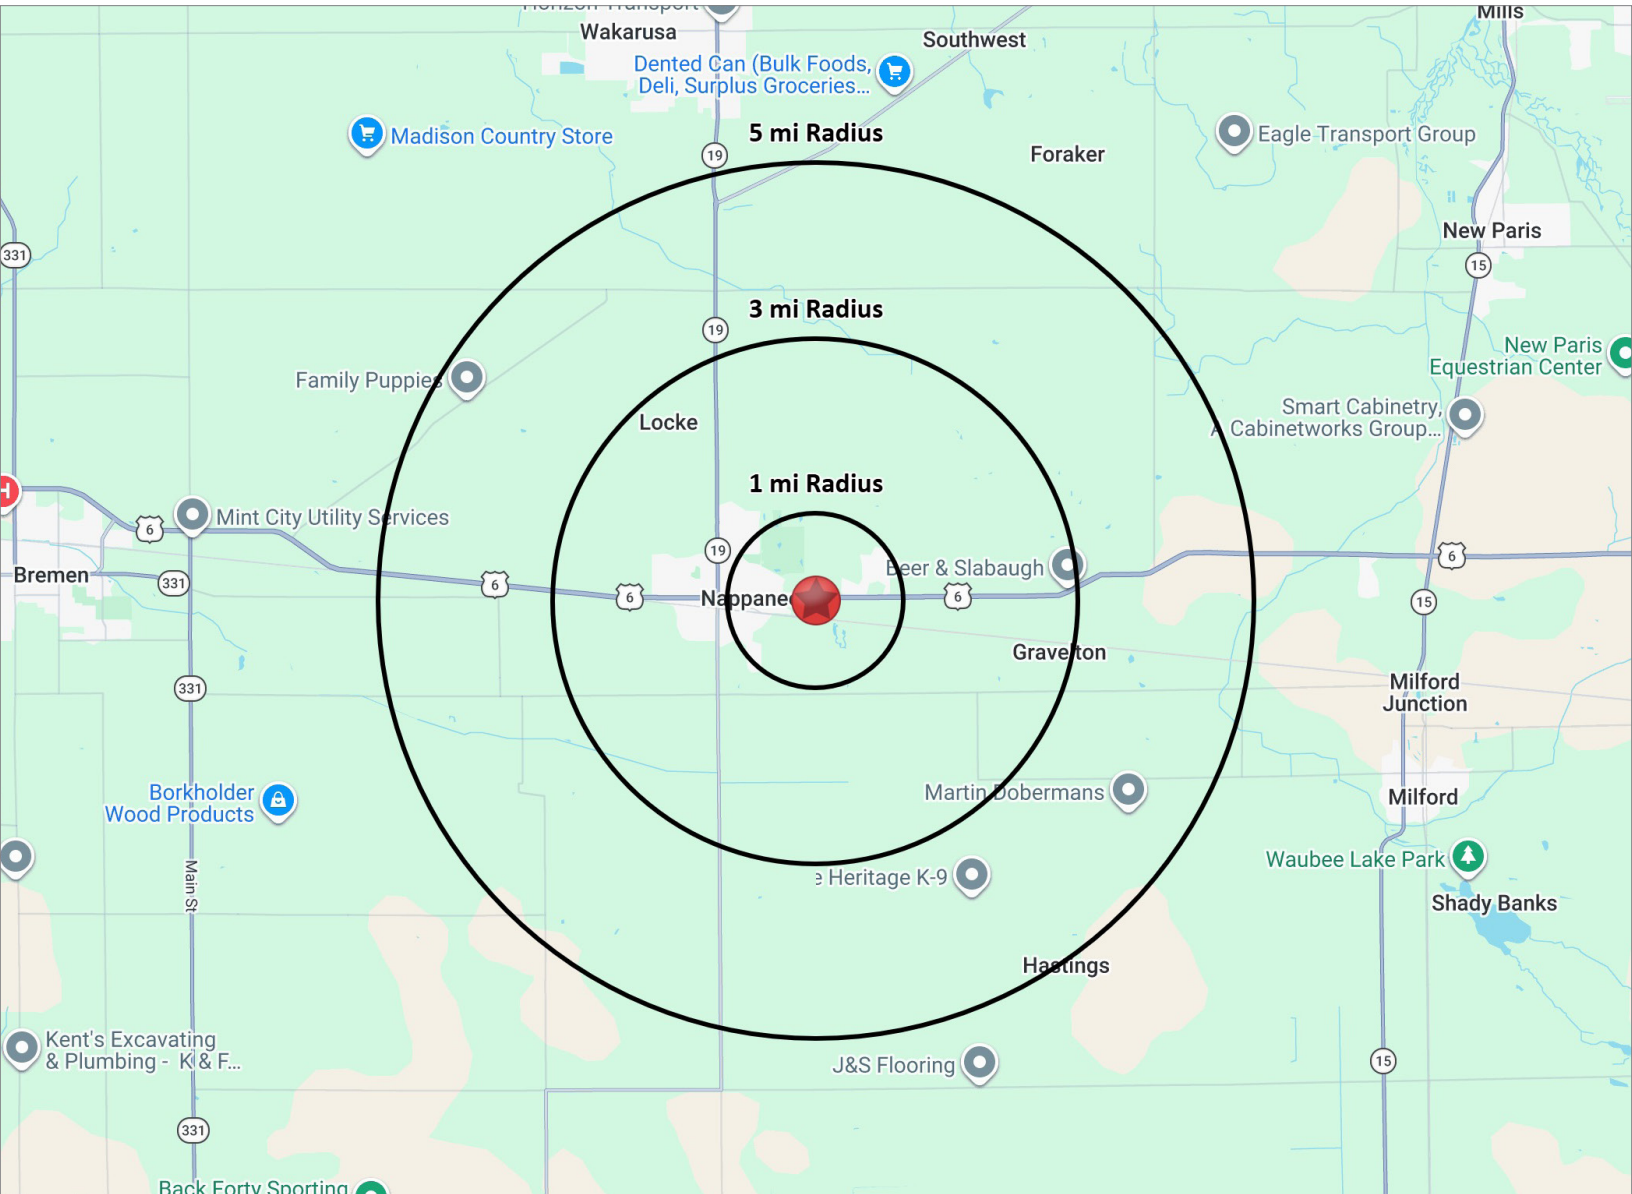 Horizon Transport
Mills
Wakarusa
Southwest
Dented Can (Bulk Foods,
Deli, Surplus Groceries...
5 mi Radius
Madison Country Store
Eagle Transport Group
19
Foraker
New Paris
331
15
3 mi Radius
19
New Paris
Equestrian Center
Family Puppies
Smart Cabinetry,
A Cabinetworks Group...
Locke
1 mi Radius
H
Mint City Utility Services
6
19
6
Beer & Slabaugh
Bremen
331
6
6
Nappanee
6
15
Gravelton
331
Milford
Junction
Borkholder
Wood Products
Martin Dobermans
Milford
Waubee Lake Park
Main St
e Heritage K-9
Shady Banks
Hastings
Kent's Excavating
& Plumbing - K & F...
J&S Flooring
15
331
Back Forty Sporting